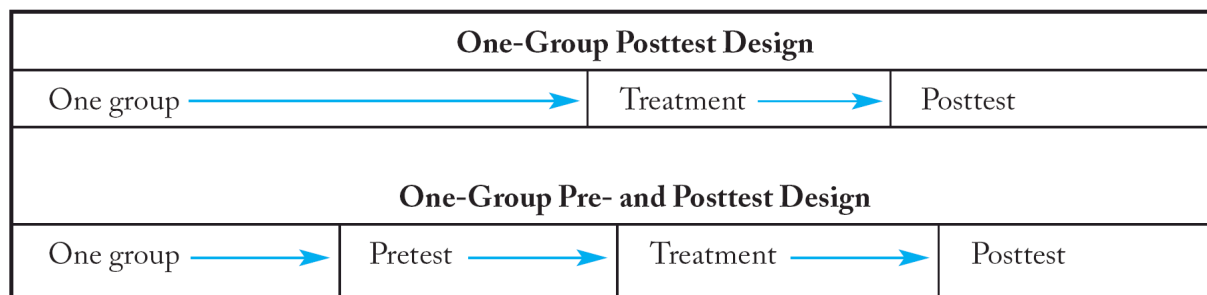 One-Group Posttest Design
One group Treatment Posttest
One-Group Pre- and Posttest Design
One group Pretest Treatment Posttest